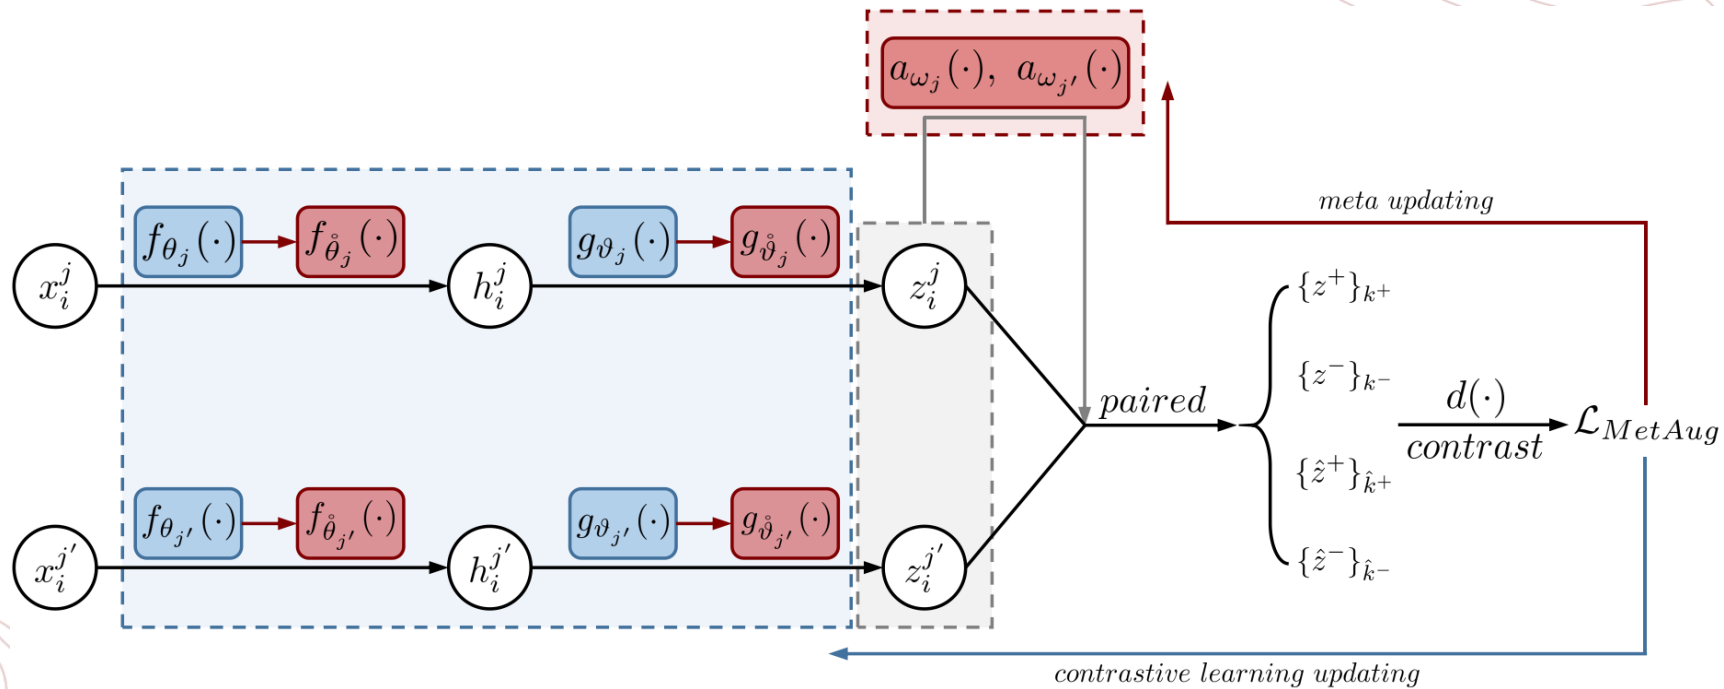 a_{ω_j}(·), a_{ω_{j'}}(·)
meta updating
f_{θ_j}(·) f_{θ̊_j}(·) g_{ϑ_j}(·) g_{ϑ̊_j}(·)
x_i^j h_i^j z_i^j
{z^+}_{k^+}
{z^-}_{k^-}
paired
d(·)
contrast
ℒ_{MetAug}
{ẑ^+}_{k̂^+}
{ẑ^-}_{k̂^-}
f_{θ_{j'}}(·) f_{θ̊_{j'}}(·) g_{ϑ_{j'}}(·) g_{ϑ̊_{j'}}(·)
x_i^{j'} h_i^{j'} z_i^{j'}
contrastive learning updating